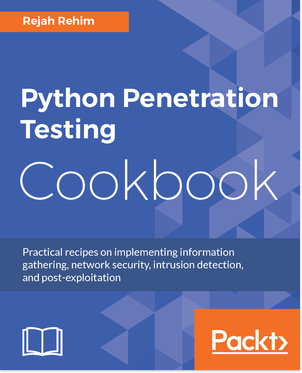 Rejah Rehim
Python Penetration
Testing
Cookbook
Practical recipes on implementing information
gathering, network security, intrusion detection,
and post-exploitation
Packt>